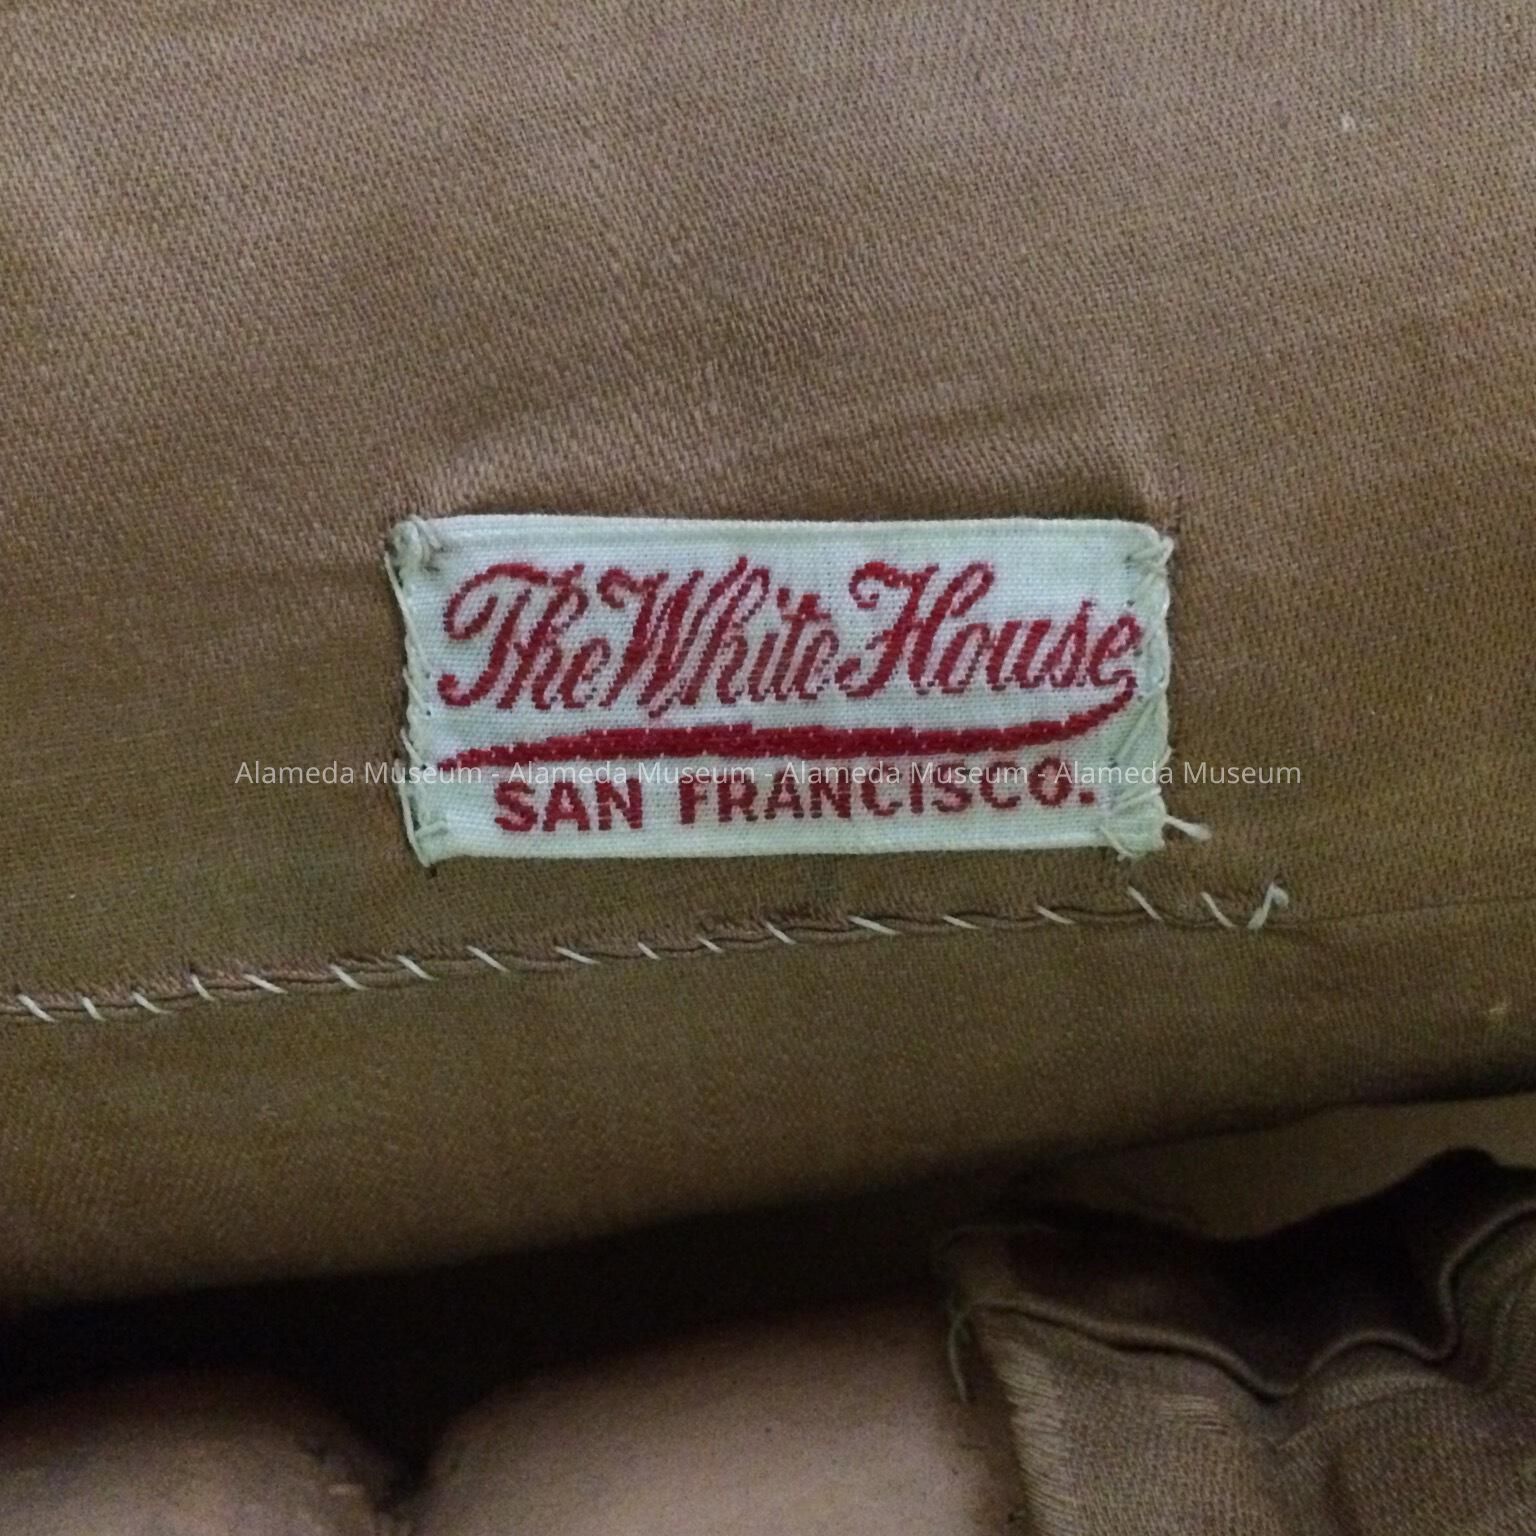 The White House
Alameda Museum - Alameda Museum - Alameda Museum - Alameda Museum
SAN FRANCISCO.